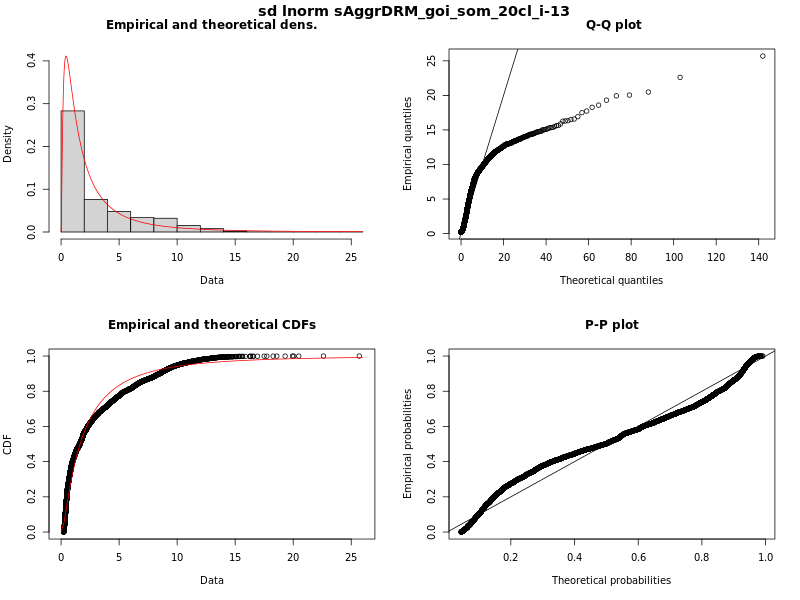 sd lnorm sAggrDRM_goi_som_20cl_i-13
Empirical and theoretical dens.
Density
0.0 0.1 0.2 0.3 0.4
0 5 10 15 20 25
Data
Q-Q plot
Empirical quantiles
0 5 10 15 20 25
0 20 40 60 80 100 120 140
Theoretical quantiles
Empirical and theoretical CDFs
CDF
0.0 0.2 0.4 0.6 0.8 1.0
0 5 10 15 20 25
Data
P-P plot
Empirical probabilities
0.0 0.2 0.4 0.6 0.8 1.0
0.2 0.4 0.6 0.8 1.0
Theoretical probabilities